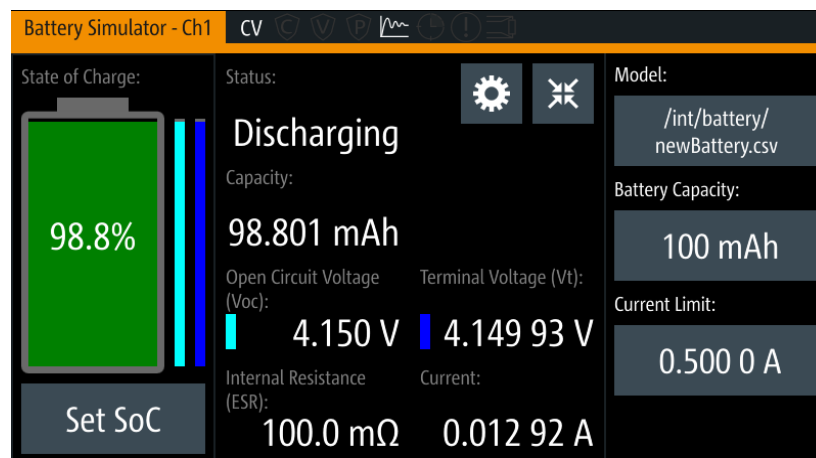 Battery Simulator - Ch1
CV
C V P
State of Charge:
98.8%
Set SoC
Status:
Discharging
Capacity:
98.801 mAh
Open Circuit Voltage
(Voc):
4.150 V
Terminal Voltage (Vt):
4.149 93 V
Internal Resistance
(ESR):
100.0 mΩ
Current:
0.012 92 A
Model:
/int/battery/
newBattery.csv
Battery Capacity:
100 mAh
Current Limit:
0.500 0 A